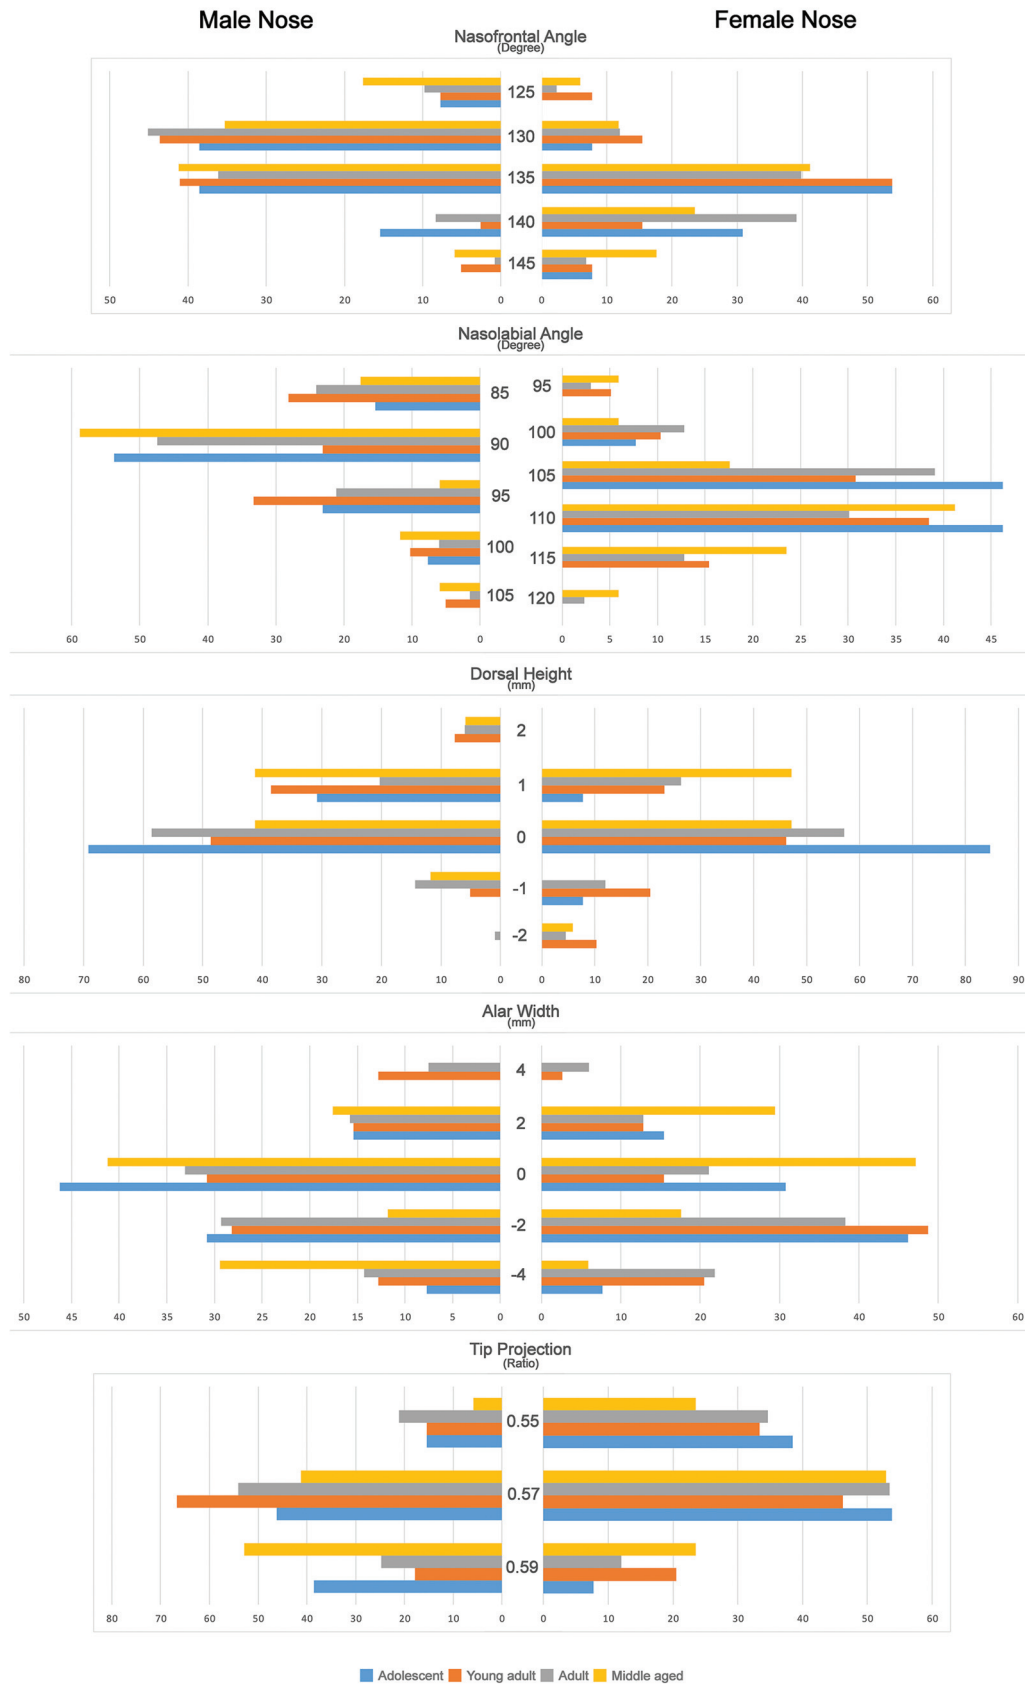 Male Nose Female Nose
Nasofrontal Angle
(Degree)
125
130
135
140
145
50 40 30 20 10 0 0 10 20 30 40 50 60
Nasolabial Angle
(Degree)
85 95
90 100
95 105
110
100 115
105 120
60 50 40 30 20 10 0 0 5 10 15 20 25 30 35 40 45
Dorsal Height
(mm)
2
1
0
-1
-2
80 70 60 50 40 30 20 10 0 0 10 20 30 40 50 60 70 80 90
Alar Width
(mm)
4
2
0
-2
-4
50 45 40 35 30 25 20 15 10 5 0 0 10 20 30 40 50 60
Tip Projection
(Ratio)
0.55
0.57
0.59
80 70 60 50 40 30 20 10 0 0 10 20 30 40 50 60
Adolescent Young adult Adult Middle aged